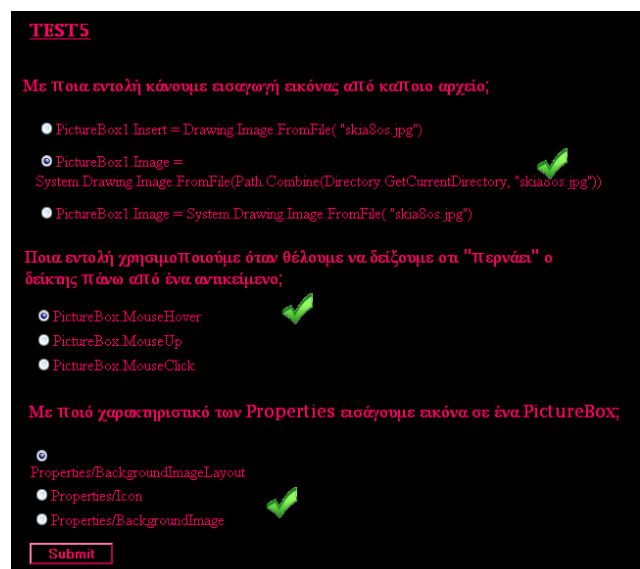 TEST5
Με ποια εντολή κάνουμε εισαγωγή εικόνας από καποιο αρχείο;
PictureBox1.Insert = Drawing.Image.FromFile( "skia8os.jpg")
PictureBox1.Image =
System.Drawing.Image.FromFile(Path.Combine(Directory.GetCurrentDirectory, "skia8os.jpg"))
PictureBox1.Image = System.Drawing.Image.FromFile( "skia8os.jpg")
Ποια εντολή χρησιμοποιούμε όταν θέλουμε να δείξουμε οτι "περνάει" ο
δείκτης πάνω από ένα αντικείμενο;
PictureBox.MouseHover
PictureBox.MouseUp
PictureBox.MouseClick
Με ποιό χαρακτηριστικό των Properties εισάγουμε εικόνα σε ένα PictureBox;
Properties/BackgroundImageLayout
Properties/Icon
Properties/BackgroundImage
Submit